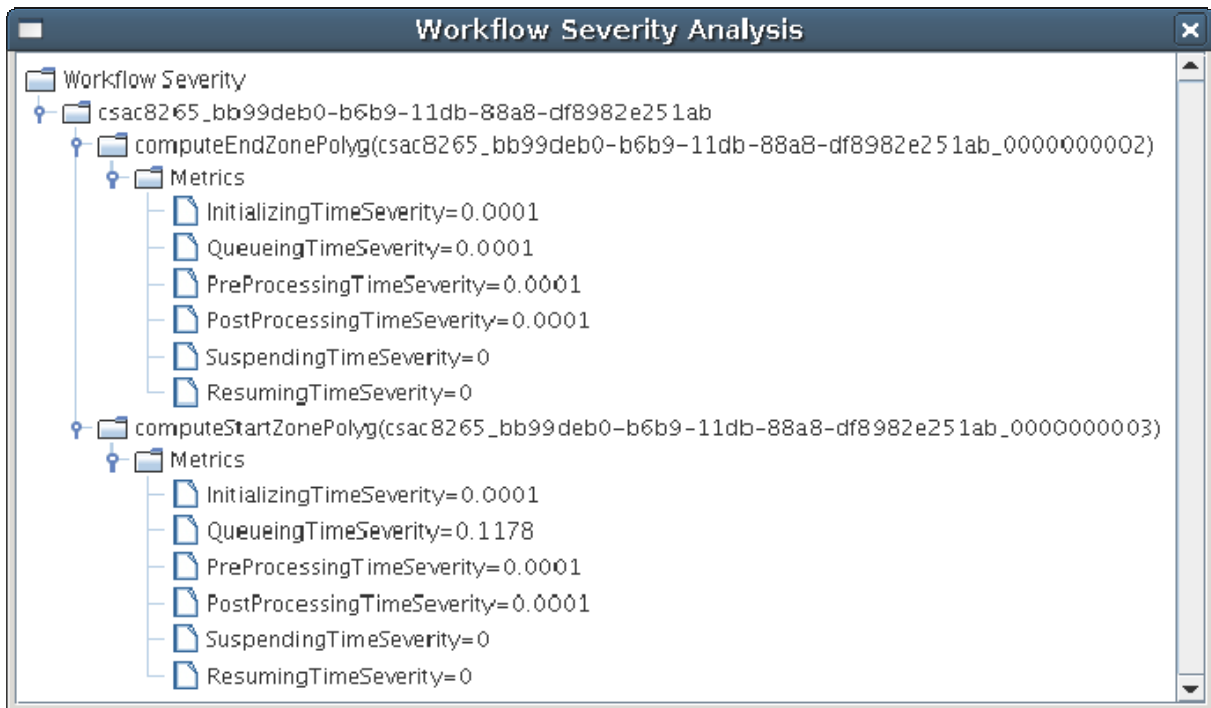 Workflow Severity Analysis
Workflow Severity
csac8265_bb99deb0-b6b9-11db-88a8-df8982e251ab
computeEndZonePolyg(csac8265_bb99deb0-b6b9-11db-88a8-df8982e251ab_0000000002)
Metrics
InitializingTimeSeverity=0.0001
QueueingTimeSeverity=0.0001
PreProcessingTimeSeverity=0.0001
PostProcessingTimeSeverity=0.0001
SuspendingTimeSeverity=0
ResumingTimeSeverity=0
computeStartZonePolyg(csac8265_bb99deb0-b6b9-11db-88a8-df8982e251ab_0000000003)
Metrics
InitializingTimeSeverity=0.0001
QueueingTimeSeverity=0.1178
PreProcessingTimeSeverity=0.0001
PostProcessingTimeSeverity=0.0001
SuspendingTimeSeverity=0
ResumingTimeSeverity=0